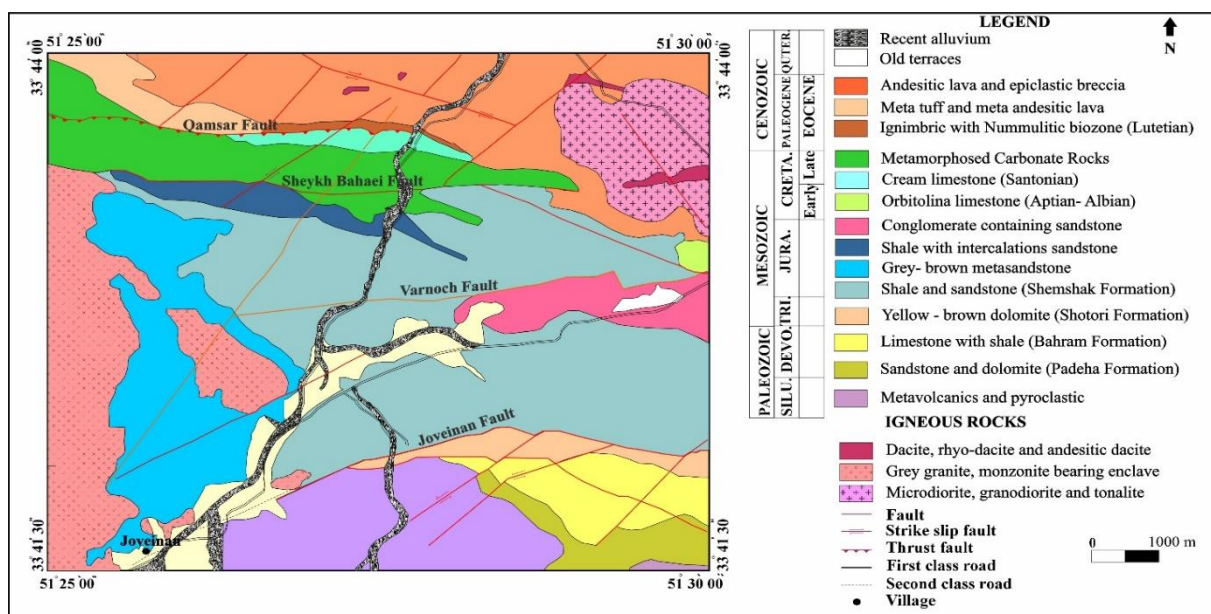 51° 25' 00"
51° 30' 00"
33° 44' 00"
33° 44' 00"
Qamsar Fault
Sheykh Bahaei Fault
Varnoch Fault
Joveinan Fault
Joveinan
33° 41' 30"
33° 41' 30"
51° 25' 00"
51° 30' 00"
CENOZOIC
PALEOGENE
QUTER.
EOCENE
MESOZOIC
CRETA.
Early
Late
JURA.
TRI.
PALEOZOIC
DEVO.
SILU.
LEGEND
N
Recent alluvium
Old terraces
Andesitic lava and epiclastic breccia
Meta tuff and meta andesitic lava
Ignimbric with Nummulitic biozone (Lutetian)
Metamorphosed Carbonate Rocks
Cream limestone (Santonian)
Orbitolina limestone (Aptian- Albian)
Conglomerate containing sandstone
Shale with intercalations sandstone
Grey- brown metasandstone
Shale and sandstone (Shemshak Formation)
Yellow - brown dolomite (Shotori Formation)
Limestone with shale (Bahram Formation)
Sandstone and dolomite (Padeha Formation)
Metavolcanics and pyroclastic
IGNEOUS ROCKS
Dacite, rhyo-dacite and andesitic dacite
Grey granite, monzonite bearing enclave
Microdiorite, granodiorite and tonalite
Fault
Strike slip fault
Thrust fault
First class road
Second class road
Village
0 1000 m